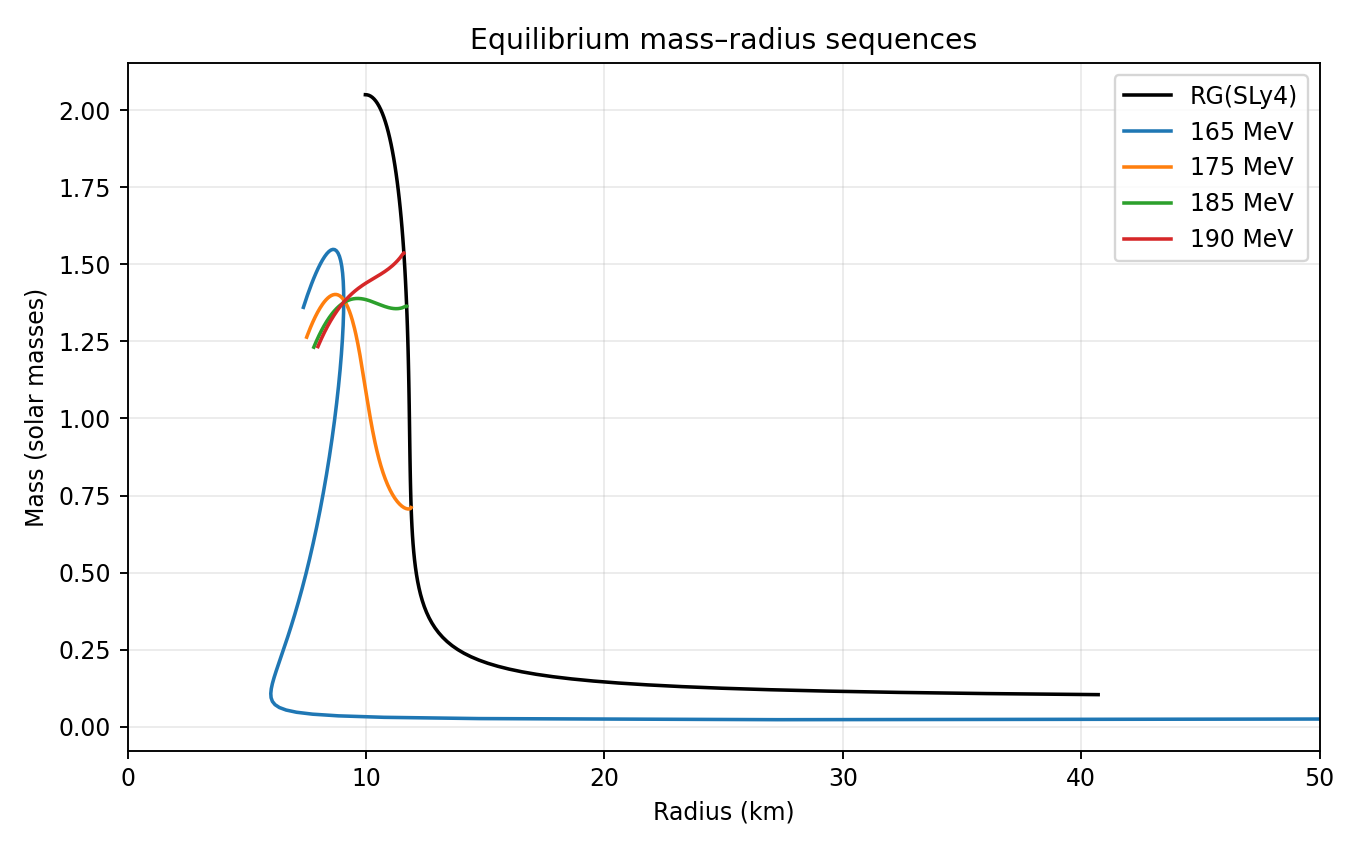 Equilibrium mass–radius sequences
Mass (solar masses)
2.00
1.75
1.50
1.25
1.00
0.75
0.50
0.25
0.00
0 10 20 30 40 50
Radius (km)
RG(SLy4)
165 MeV
175 MeV
185 MeV
190 MeV